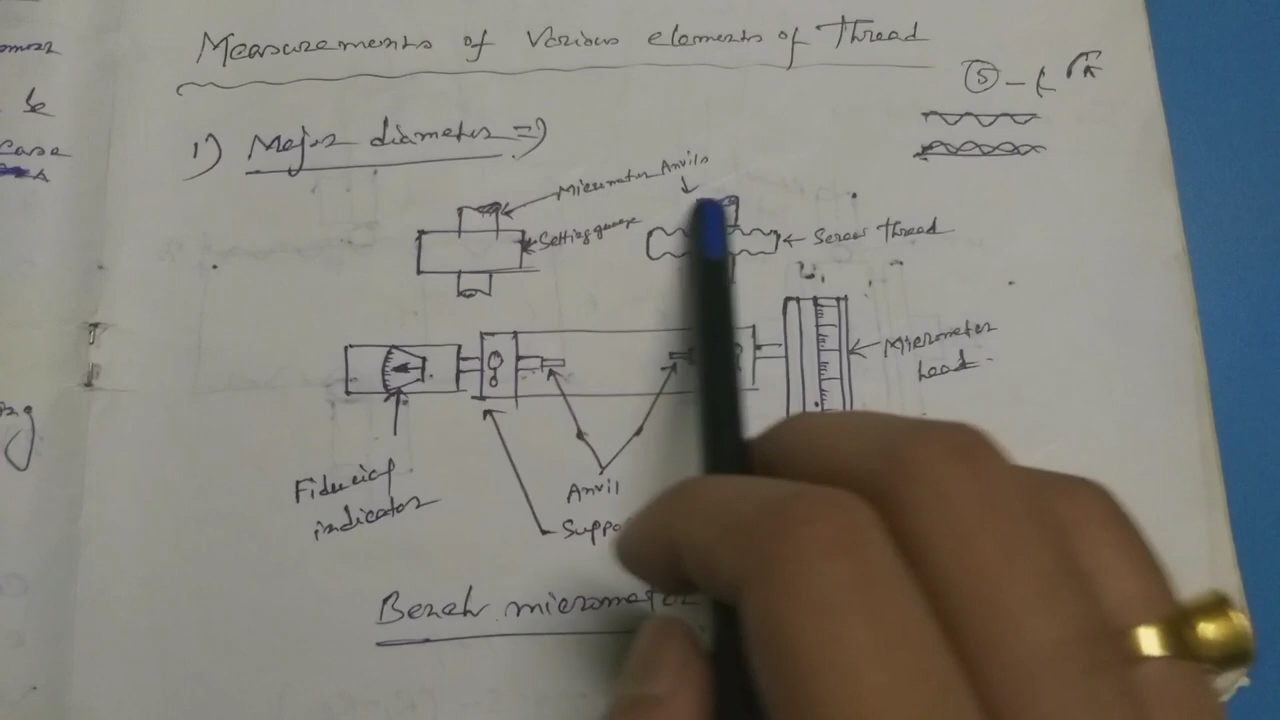 Measurements of Various elements of Thread
1) Major diameter =>
Micrometer Anvils
Setting gauge
Screw thread
Micrometer head
Fiducial indicator
Anvil
Bench micrometer